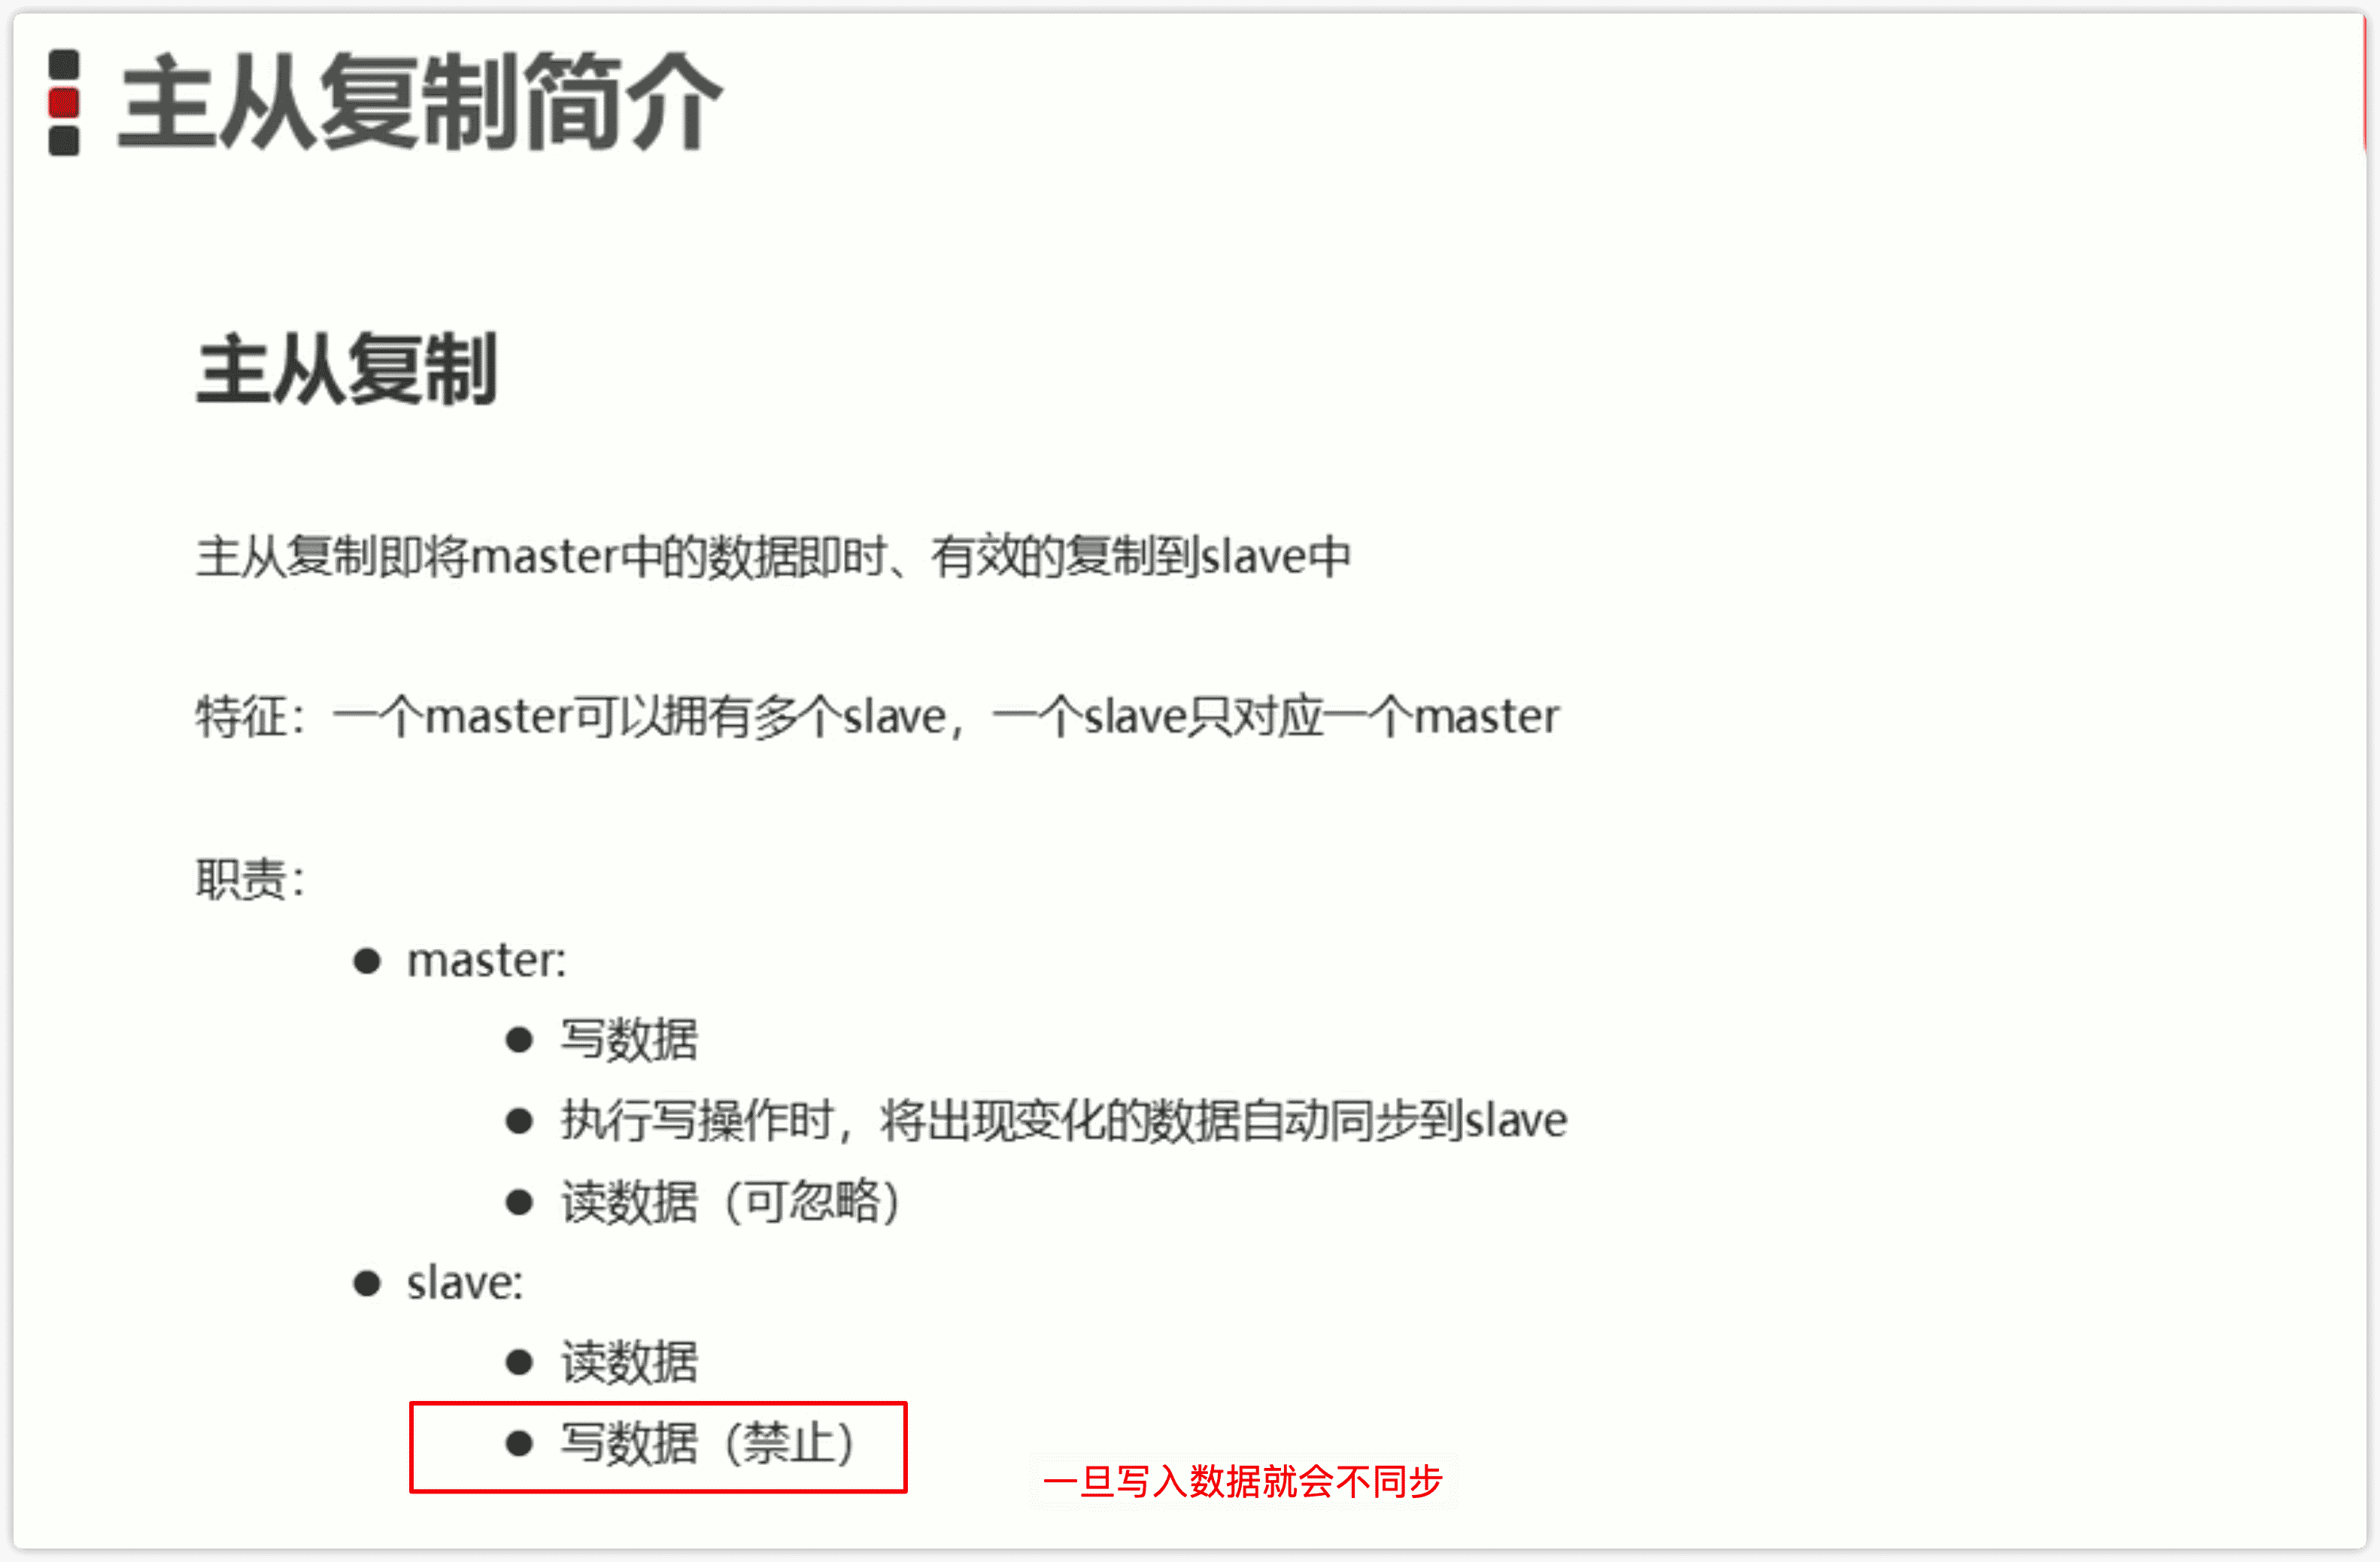 主从复制简介
主从复制
主从复制即将master中的数据即时、有效的复制到slave中
特征：一个master可以拥有多个slave，一个slave只对应一个master
职责：
● master:
● 写数据
● 执行写操作时，将出现变化的数据自动同步到slave
● 读数据（可忽略）
● slave:
● 读数据
● 写数据（禁止）
一旦写入数据就会不同步